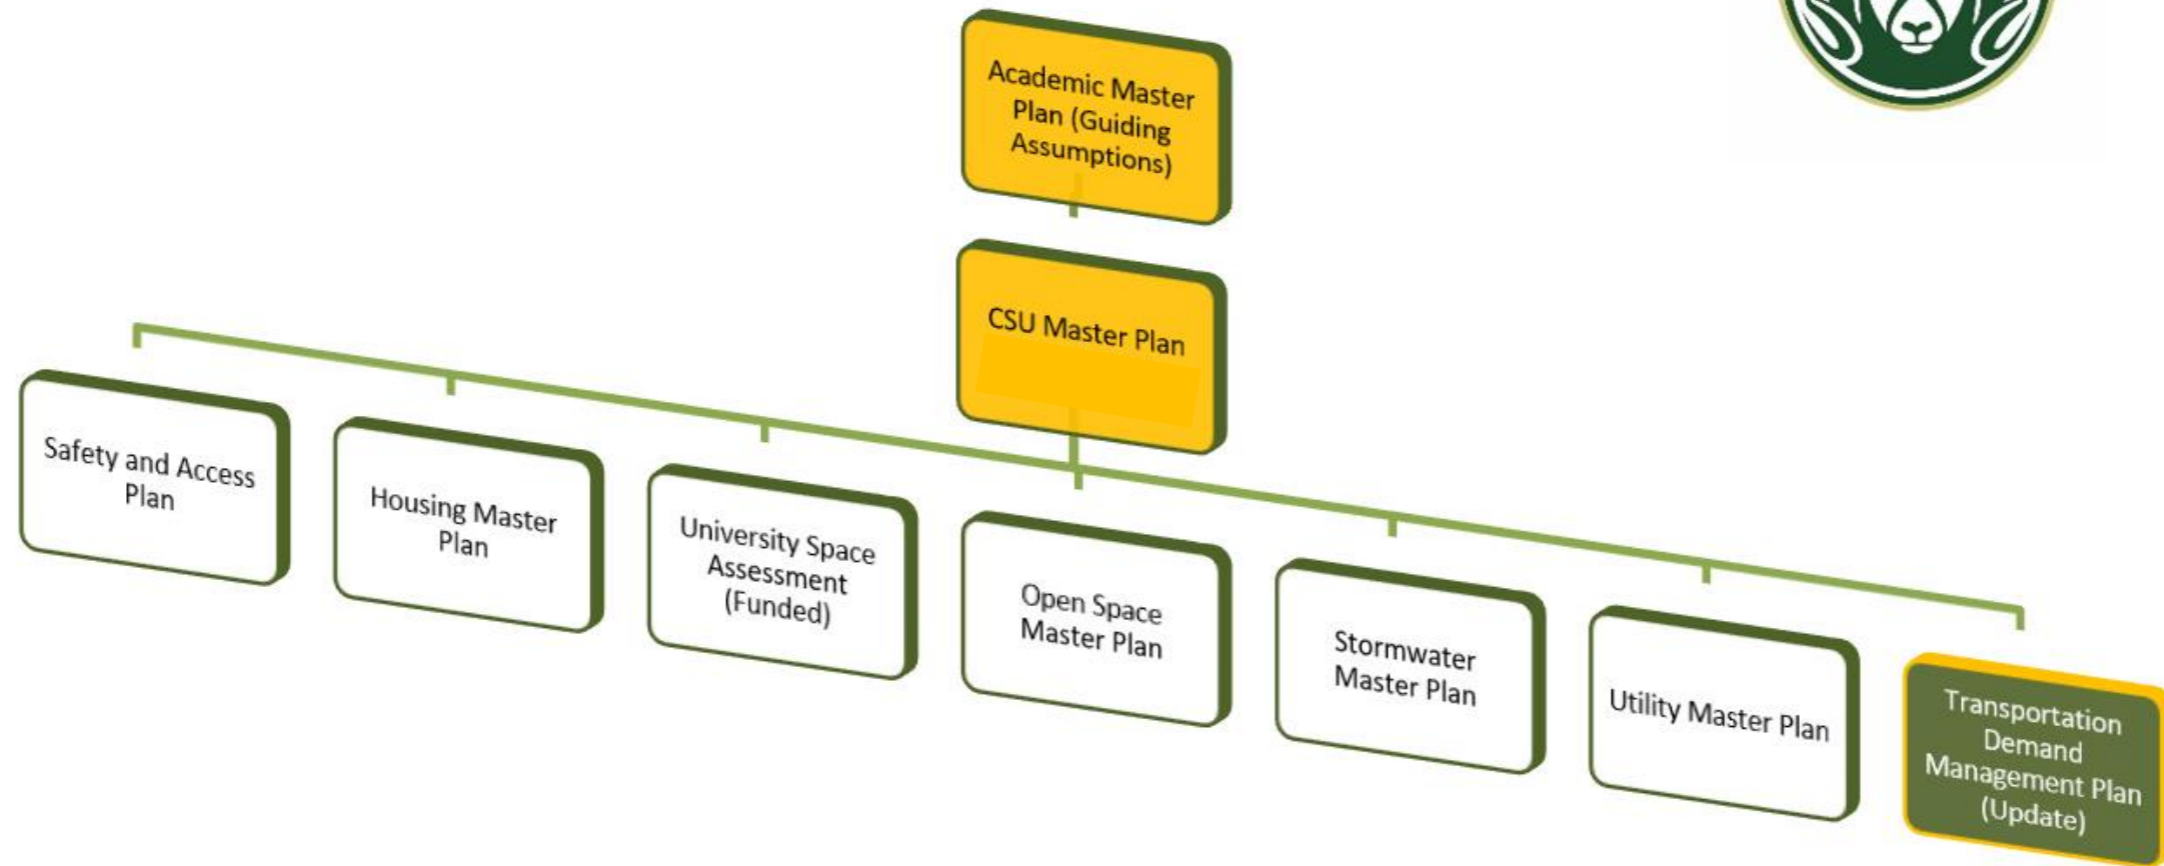 Academic Master
Plan (Guiding
Assumptions)
CSU Master Plan
Safety and Access
Plan
Housing Master
Plan
University Space
Assessment
(Funded)
Open Space
Master Plan
Stormwater
Master Plan
Utility Master Plan
Transportation
Demand
Management Plan
(Update)